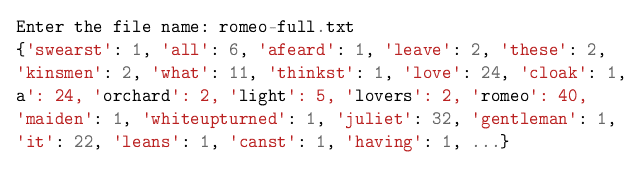 Enter the file name: romeo-full.txt
{'swearst': 1, 'all': 6, 'afeard': 1, 'leave': 2, 'these': 2,
'kinsmen': 2, 'what': 11, 'thinkst': 1, 'love': 24, 'cloak': 1,
a': 24, 'orchard': 2, 'light': 5, 'lovers': 2, 'romeo': 40,
'maiden': 1, 'whiteupturned': 1, 'juliet': 32, 'gentleman': 1,
'it': 22, 'leans': 1, 'canst': 1, 'having': 1, ...}